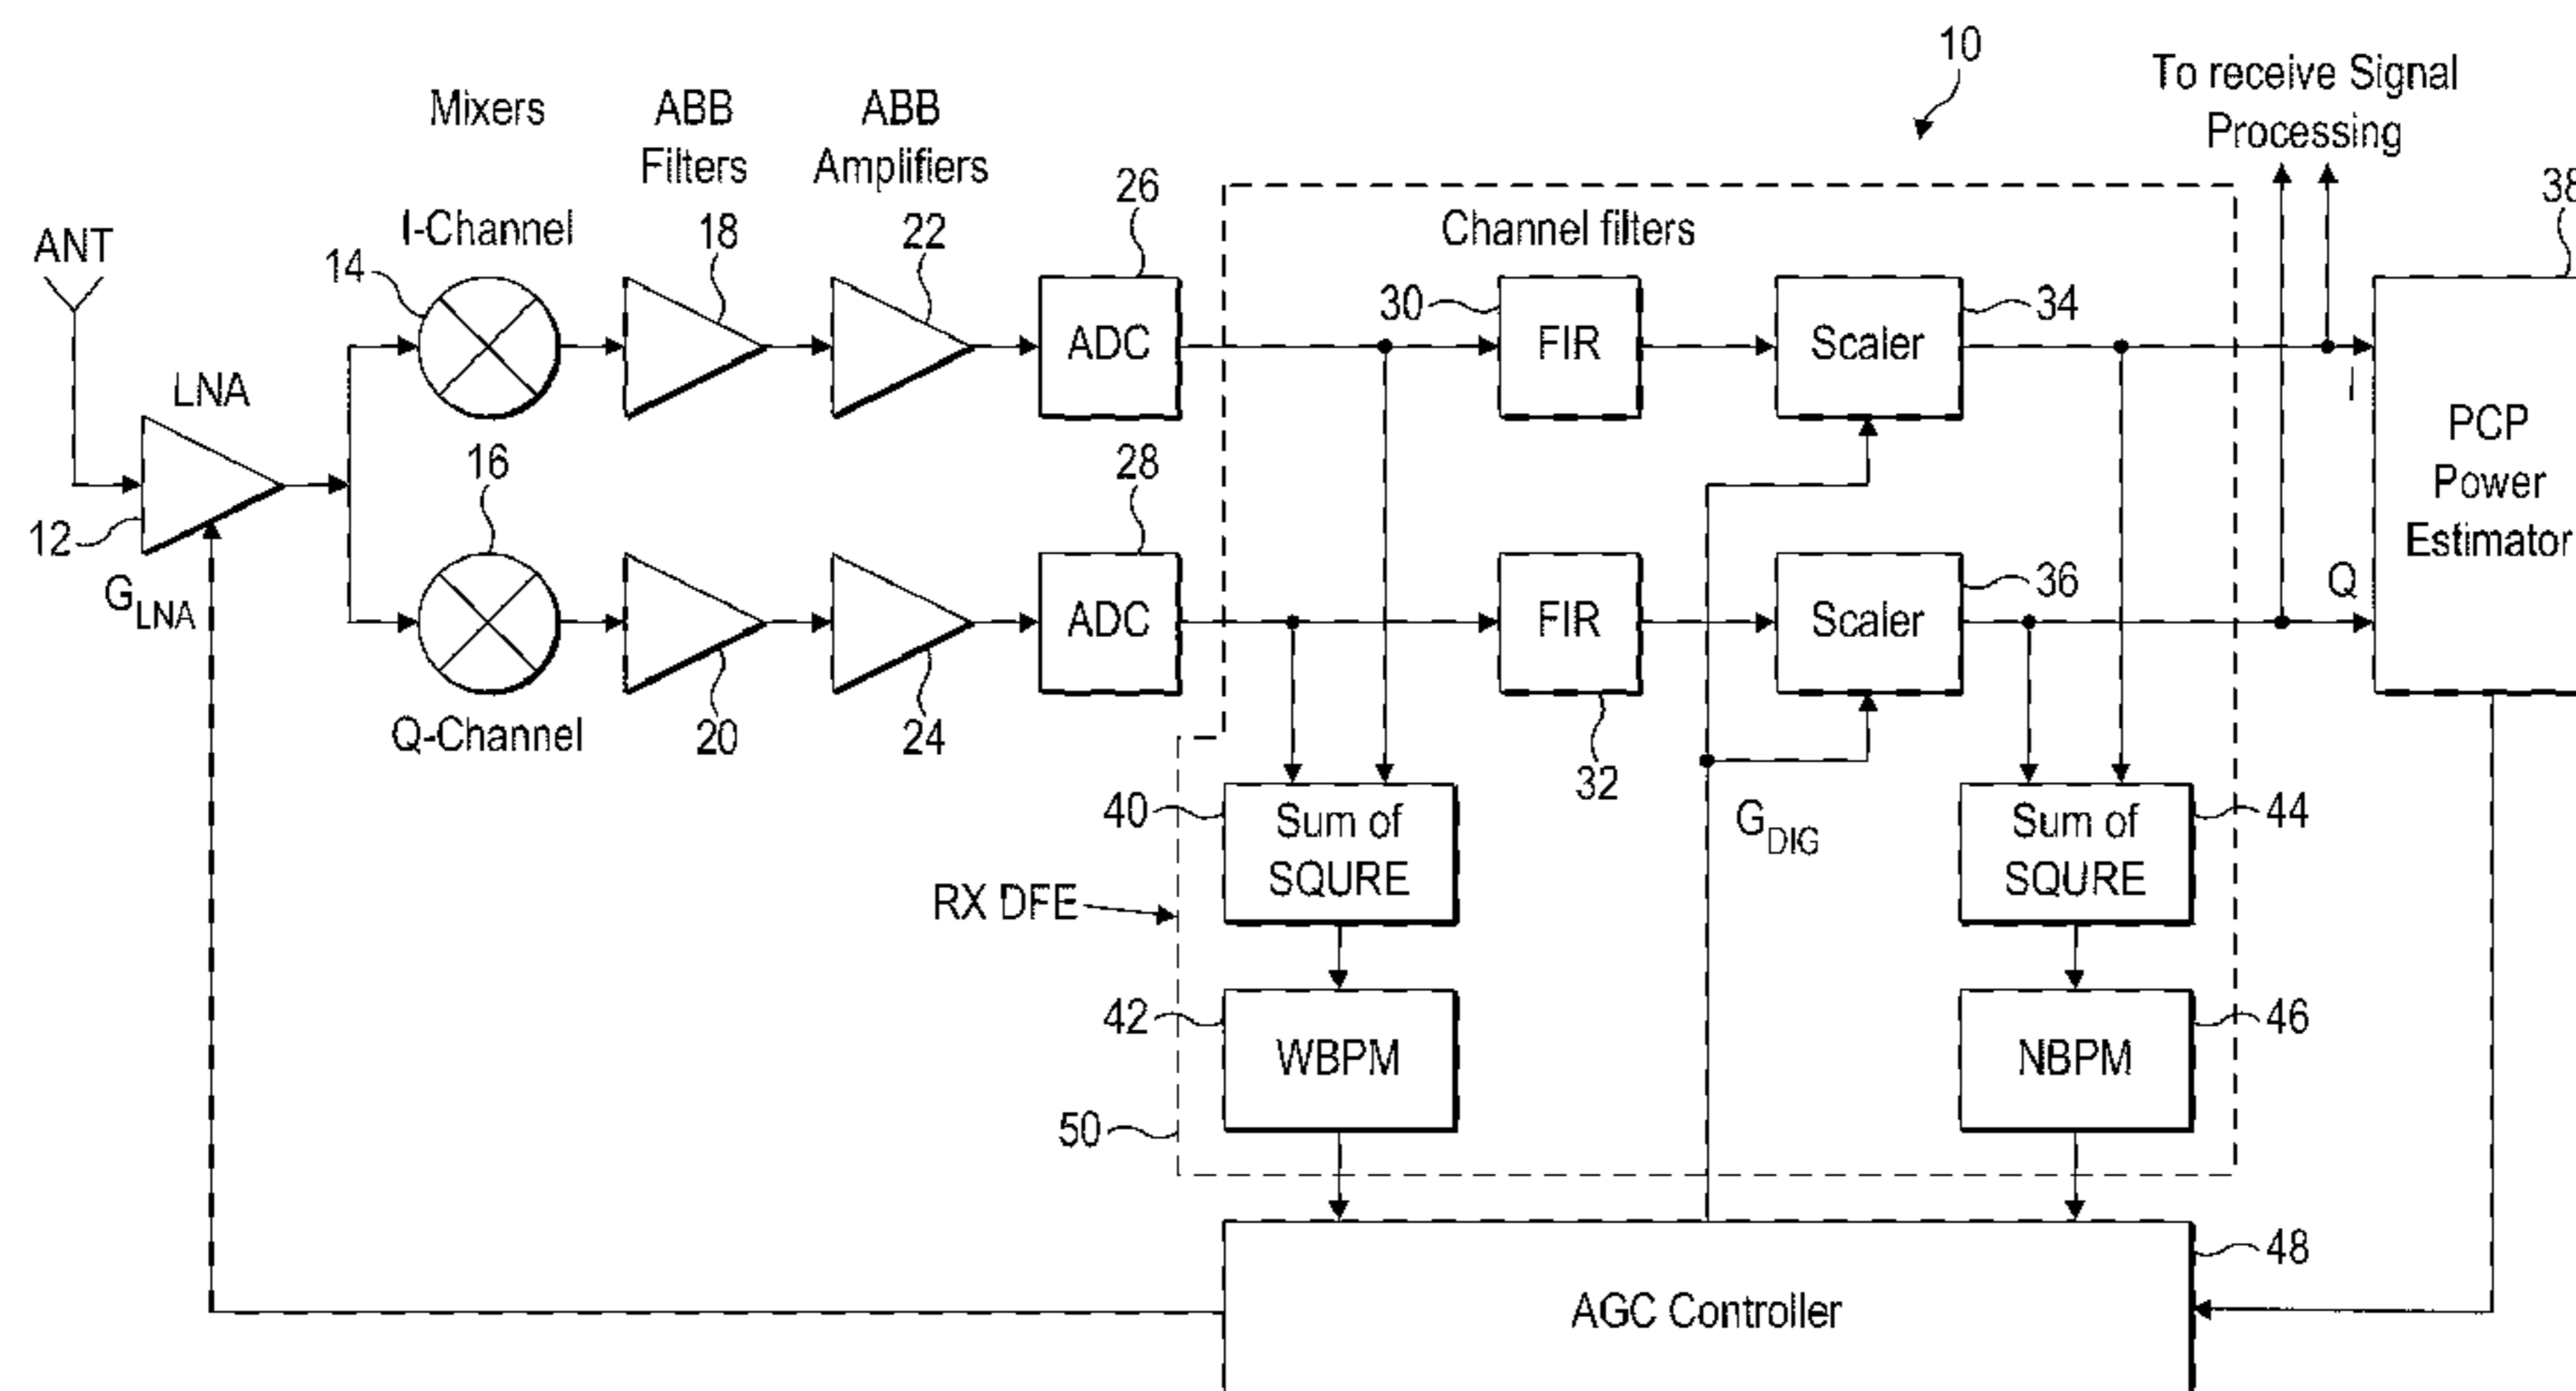 10
To receive Signal
Processing
Mixers
ABB
Filters
ABB
Amplifiers
26
38
I-Channel
18
22
Channel filters
ANT
14
30
34
ADC
FIR
Scaler
LNA
I
PCP
Power
Estimator
16
28
12
G_LNA
36
Q
ADC
FIR
Scaler
Q-Channel
20
24
32
40
Sum of
SQURE
G_DIG
Sum of
SQURE
44
RX DFE
42
WBPM
NBPM
46
50
48
AGC Controller